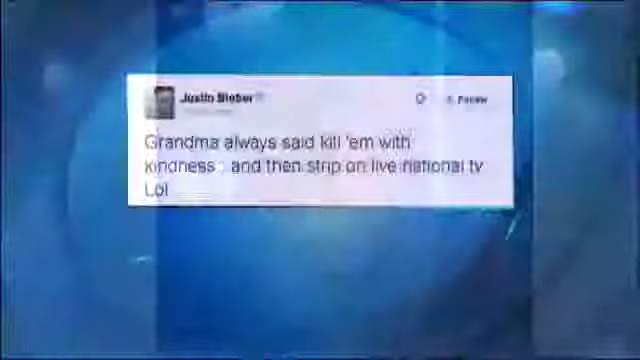 Justin Bieber
Follow
Grandma always said kill 'em with
kindness.. and then strip on live national tv
Lol